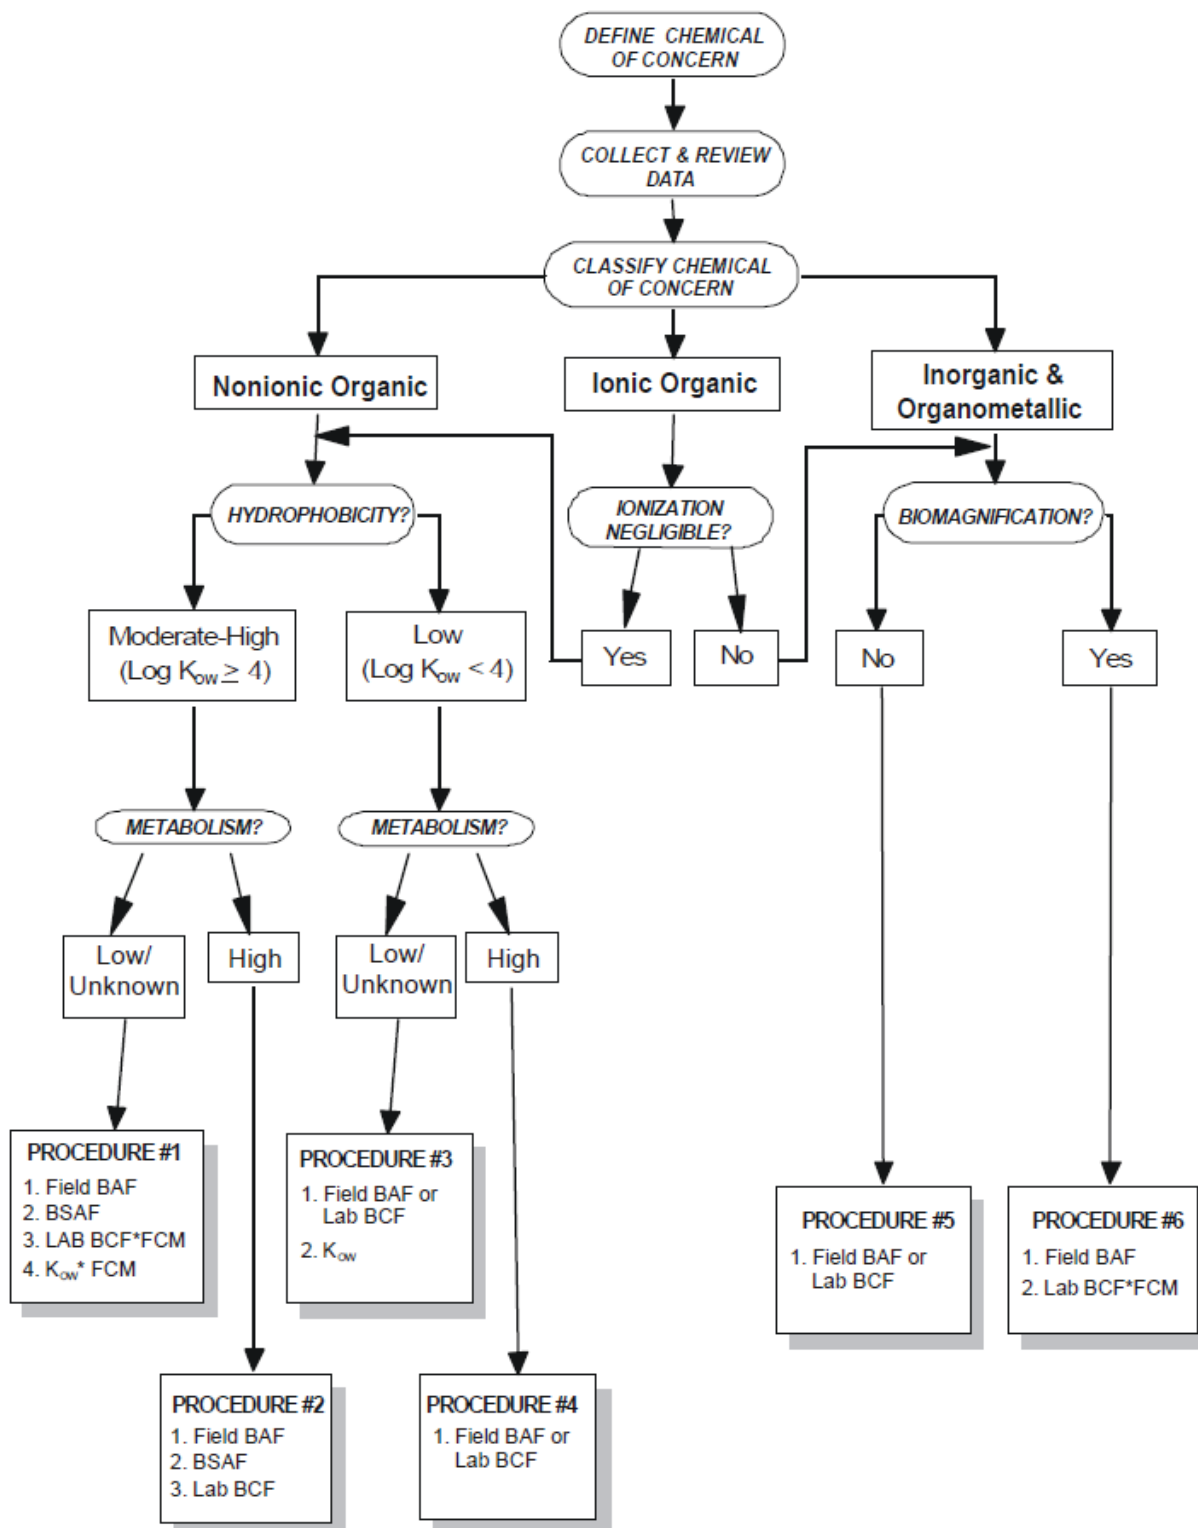 DEFINE CHEMICAL
OF CONCERN
COLLECT & REVIEW
DATA
CLASSIFY CHEMICAL
OF CONCERN
Nonionic Organic
Ionic Organic
Inorganic &
Organometallic
HYDROPHOBICITY?
IONIZATION
NEGLIGIBLE?
BIOMAGNIFICATION?
Moderate-High
(Log Kow ≥ 4)
Low
(Log Kow < 4)
Yes
No
No
Yes
METABOLISM?
METABOLISM?
Low/
Unknown
High
Low/
Unknown
High
PROCEDURE #1
1. Field BAF
2. BSAF
3. LAB BCF*FCM
4. Kow* FCM
PROCEDURE #3
1. Field BAF or
Lab BCF
2. Kow
PROCEDURE #5
1. Field BAF or
Lab BCF
PROCEDURE #6
1. Field BAF
2. Lab BCF*FCM
PROCEDURE #2
1. Field BAF
2. BSAF
3. Lab BCF
PROCEDURE #4
1. Field BAF or
Lab BCF